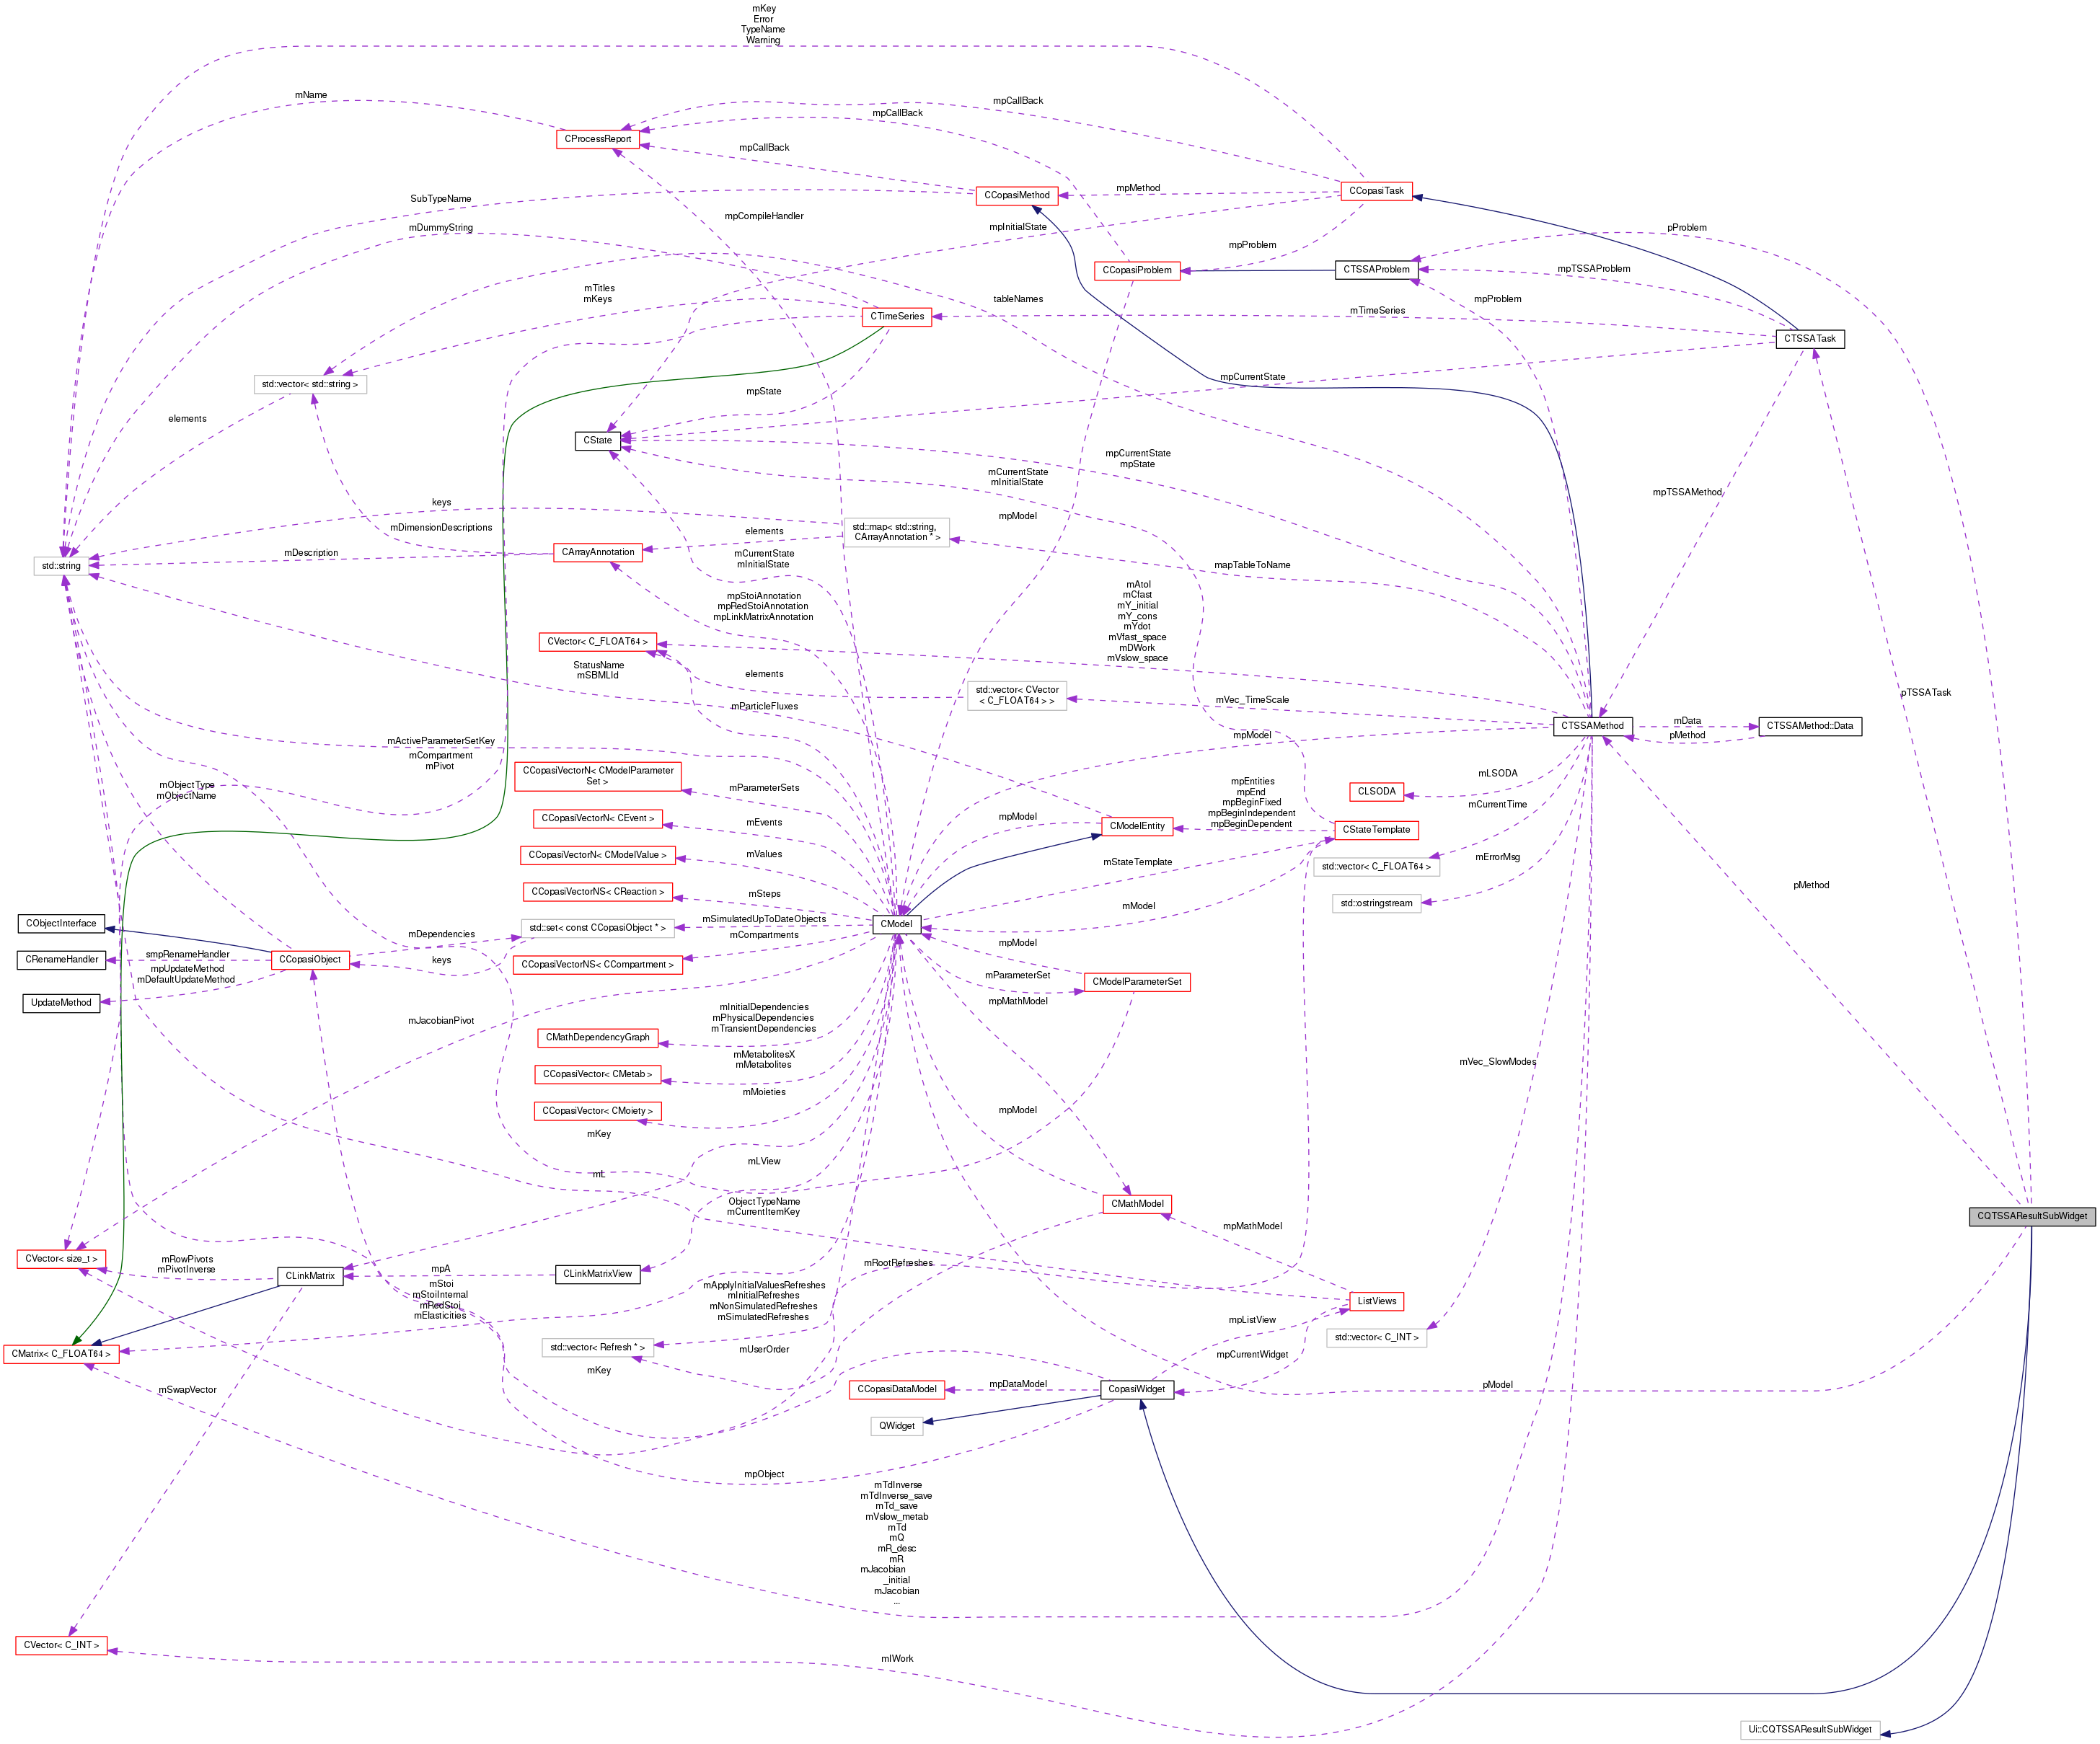 mKey
Error
TypeName
Warning
mName
mpCallBack
mpCallBack
CProcessReport
mpCallBack
CCopasiTask
mpMethod
CCopasiMethod
SubTypeName
mpCompileHandler
mDummyString
mpInitialState
pProblem
mpProblem
mpTSSAProblem
CCopasiProblem
CTSSAProblem
mTitles
mKeys
tableNames
mpProblem
CTimeSeries
mTimeSeries
CTSSATask
std::vector< std::string >
mpState
mpCurrentState
elements
CState
mpCurrentState
mpState
mCurrentState
mInitialState
mpTSSAMethod
keys
mpModel
mDimensionDescriptions
std::map< std::string,
CArrayAnnotation * >
elements
CArrayAnnotation
mDescription
std::string
mCurrentState
mInitialState
mapTableToName
mpStoiAnnotation
mpRedStoiAnnotation
mpLinkMatrixAnnotation
mAtol
mCfast
mY_initial
mY_cons
mYdot
mVfast_space
mDWork
mVslow_space
CVector< C_FLOAT64 >
StatusName
mSBMLId
elements
std::vector< CVector
< C_FLOAT64 > >
mVec_TimeScale
pTSSATask
mParticleFluxes
CTSSAMethod
mData
pMethod
CTSSAMethod::Data
mActiveParameterSetKey
mCompartment
mPivot
mpModel
CCopasiVectorN< CModelParameter
Set >
mParameterSets
mObjectType
mObjectName
mLSODA
CLSODA
mpEntities
mpEnd
mpBeginFixed
mpBeginIndependent
mpBeginDependent
mCurrentTime
CCopasiVectorN< CEvent >
mEvents
mpModel
CModelEntity
CStateTemplate
CCopasiVectorN< CModelValue >
mValues
mStateTemplate
std::vector< C_FLOAT64 >
mErrorMsg
pMethod
CCopasiVectorNS< CReaction >
mSteps
mModel
std::ostringstream
CObjectInterface
std::set< const CCopasiObject * >
mSimulatedUpToDateObjects
CModel
mDependencies
mCompartments
mpModel
CRenameHandler
smpRenameHandler
CCopasiObject
keys
CCopasiVectorNS< CCompartment >
mpUpdateMethod
mDefaultUpdateMethod
mParameterSet
CModelParameterSet
UpdateMethod
mpMathModel
mInitialDependencies
mPhysicalDependencies
mTransientDependencies
mJacobianPivot
CMathDependencyGraph
mMetabolitesX
mMetabolites
CCopasiVector< CMetab >
mVec_SlowModes
mMoieties
CCopasiVector< CMoiety >
mpModel
mKey
mLView
mL
ObjectTypeName
mCurrentItemKey
CMathModel
CQTSSAResultSubWidget
mpMathModel
CVector< size_t >
mRowPivots
mPivotInverse
CLinkMatrix
mpA
CLinkMatrixView
mRootRefreshes
mStoi
mStoiInternal
mRedStoi
mElasticities
mApplyInitialValuesRefreshes
mInitialRefreshes
mNonSimulatedRefreshes
mSimulatedRefreshes
ListViews
mpListView
std::vector< C_INT >
CMatrix< C_FLOAT64 >
std::vector< Refresh * >
mUserOrder
mpCurrentWidget
mKey
mSwapVector
CCopasiDataModel
mpDataModel
CopasiWidget
pModel
QWidget
mpObject
mTdInverse
mTdInverse_save
mTd_save
mVslow_metab
mTd
mQ
mR_desc
mR
mJacobian
_initial
mJacobian
...
CVector< C_INT >
mIWork
Ui::CQTSSAResultSubWidget